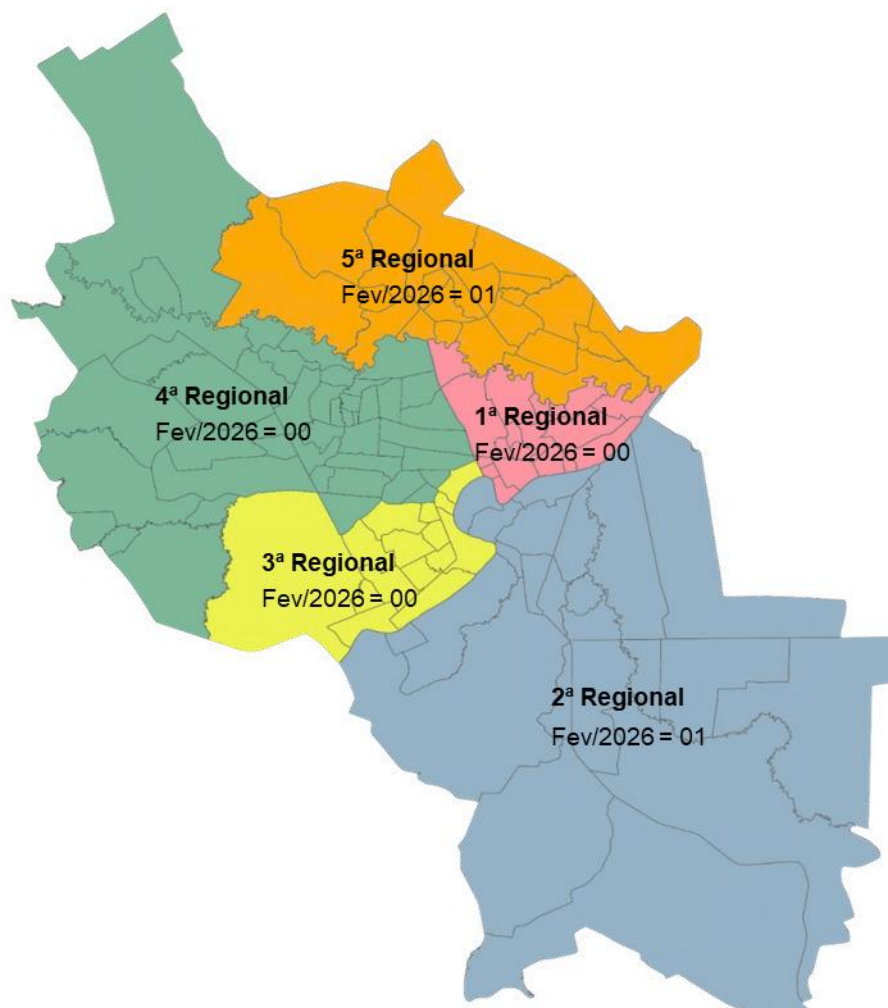 5ª Regional
Fev/2026 = 01
4ª Regional
Fev/2026 = 00
1ª Regional
Fev/2026 = 00
3ª Regional
Fev/2026 = 00
2ª Regional
Fev/2026 = 01